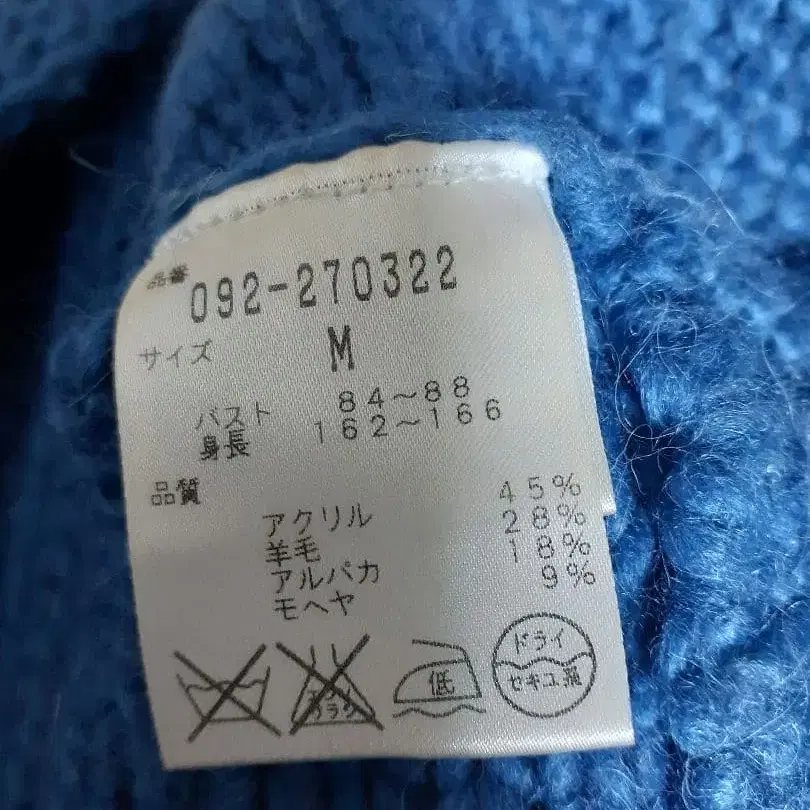 品番 092-270322
サイズ M
バスト 84～88
身長 162～166
品質
アクリル 45%
羊毛 28%
アルパカ 18%
モヘヤ 9%
低
ドライ
セキユ系